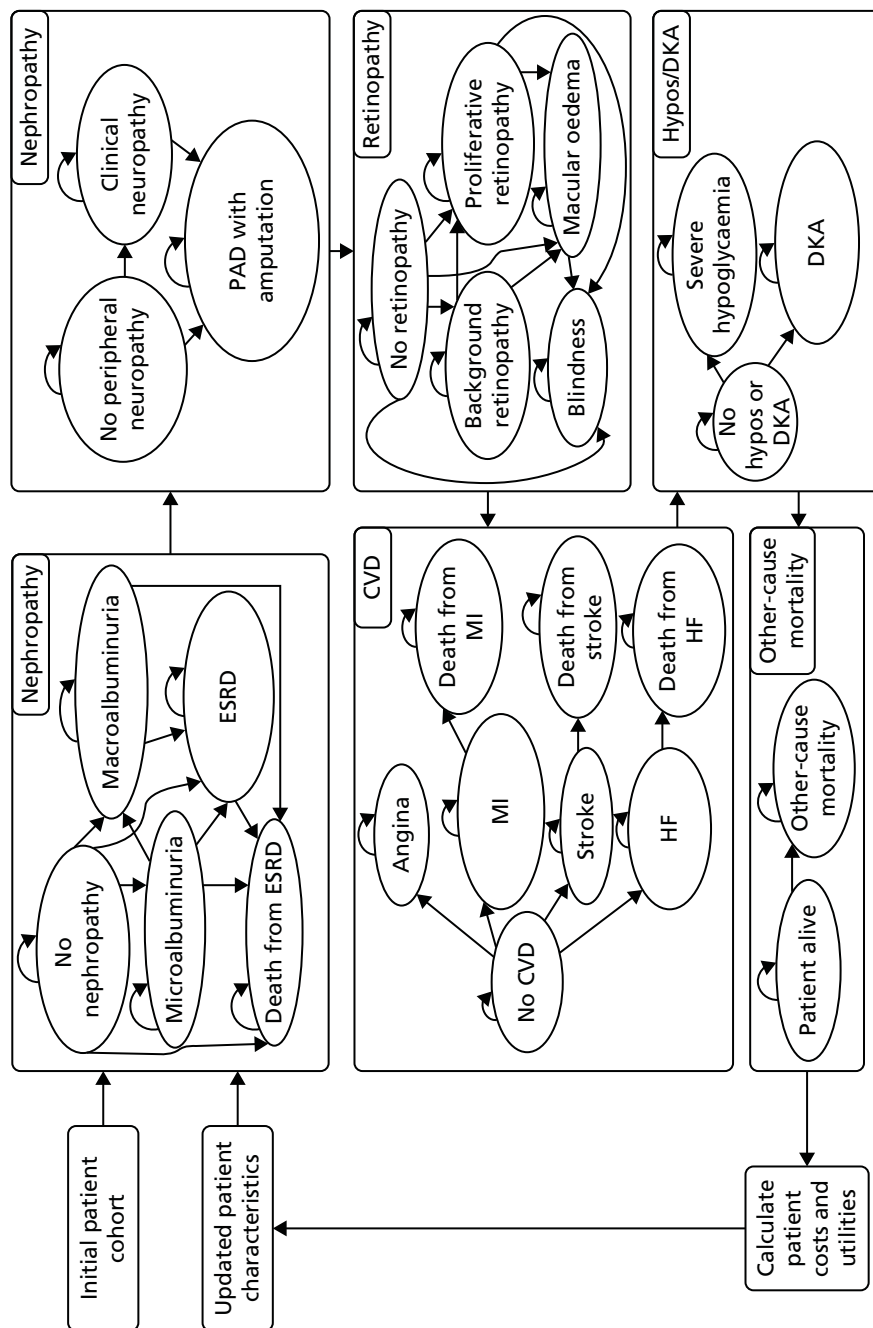 Initial patient
cohort
Updated patient
characteristics
Nephropathy
No
nephropathy
Macroalbuminuria
Microalbuminuria
ESRD
Death from ESRD
Nephropathy
No peripheral
neuropathy
Clinical
neuropathy
PAD with
amputation
Retinopathy
No retinopathy
Background
retinopathy
Proliferative
retinopathy
Blindness
Macular oedema
CVD
No CVD
Angina
MI
Death from
MI
Stroke
Death from
stroke
HF
Death from
HF
Hypos/DKA
No
hypos or
DKA
Severe
hypoglycaemia
DKA
Other-cause
mortality
Patient alive
Other-cause
mortality
Calculate
patient
costs and
utilities